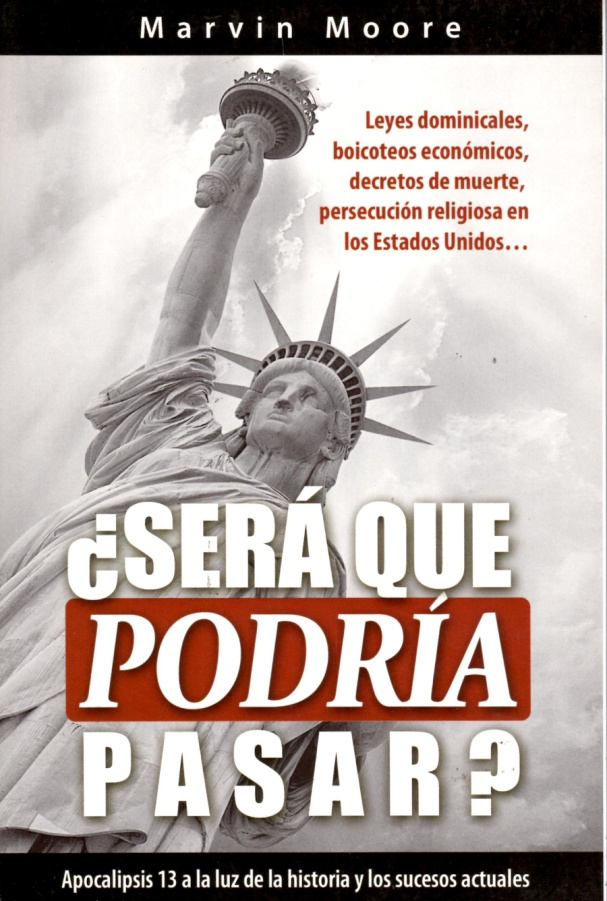 Marvin Moore
Leyes dominicales,
boicoteos económicos,
decretos de muerte,
persecución religiosa en
los Estados Unidos...
¿SERÁ QUE
PODRÍA
PASAR?
Apocalipsis 13 a la luz de la historia y los sucesos actuales